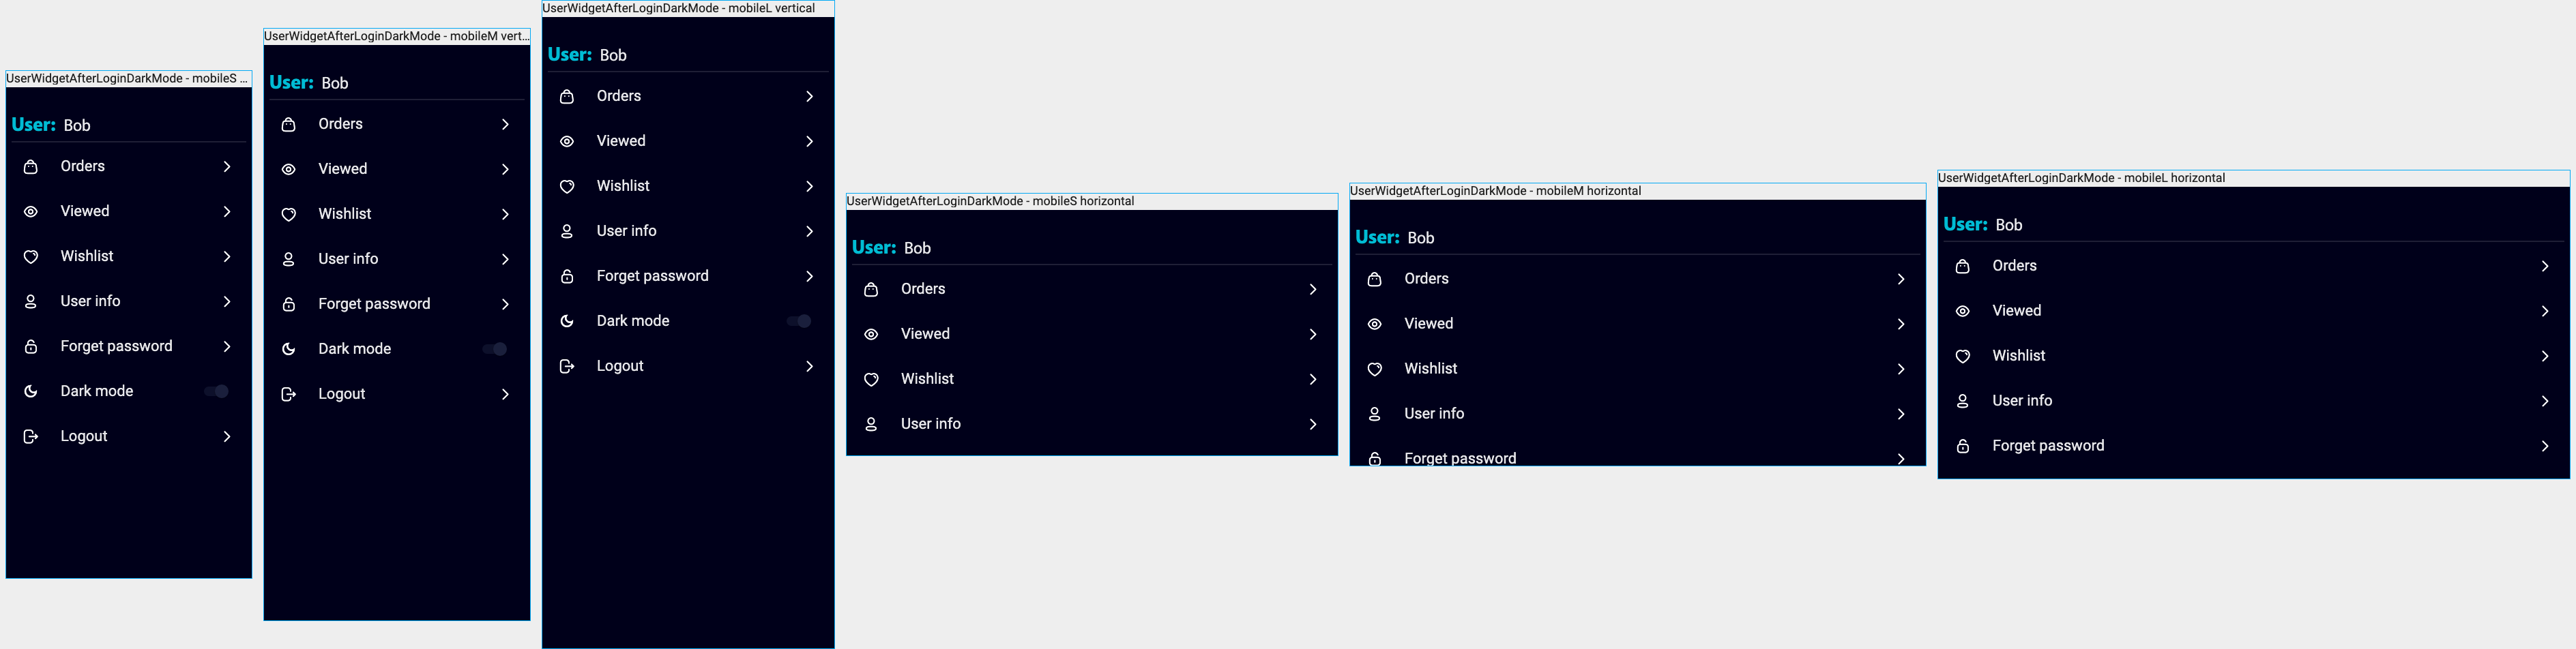 UserWidgetAfterLoginDarkMode - mobileS ...
User: Bob
Orders
Viewed
Wishlist
User info
Forget password
Dark mode
Logout
UserWidgetAfterLoginDarkMode - mobileM vert...
User: Bob
Orders
Viewed
Wishlist
User info
Forget password
Dark mode
Logout
UserWidgetAfterLoginDarkMode - mobileL vertical
User: Bob
Orders
Viewed
Wishlist
User info
Forget password
Dark mode
Logout
UserWidgetAfterLoginDarkMode - mobileS horizontal
User: Bob
Orders
Viewed
Wishlist
User info
UserWidgetAfterLoginDarkMode - mobileM horizontal
User: Bob
Orders
Viewed
Wishlist
User info
Forget password
UserWidgetAfterLoginDarkMode - mobileL horizontal
User: Bob
Orders
Viewed
Wishlist
User info
Forget password